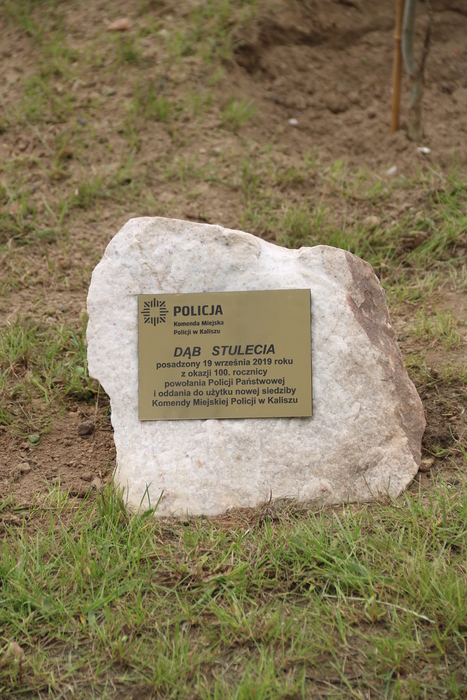 POLICJA
Komenda Miejska
Policji w Kaliszu
DĄB STULECIA
posadzony 19 września 2019 roku
z okazji 100. rocznicy
powołania Policji Państwowej
i oddania do użytku nowej siedziby
Komendy Miejskiej Policji w Kaliszu